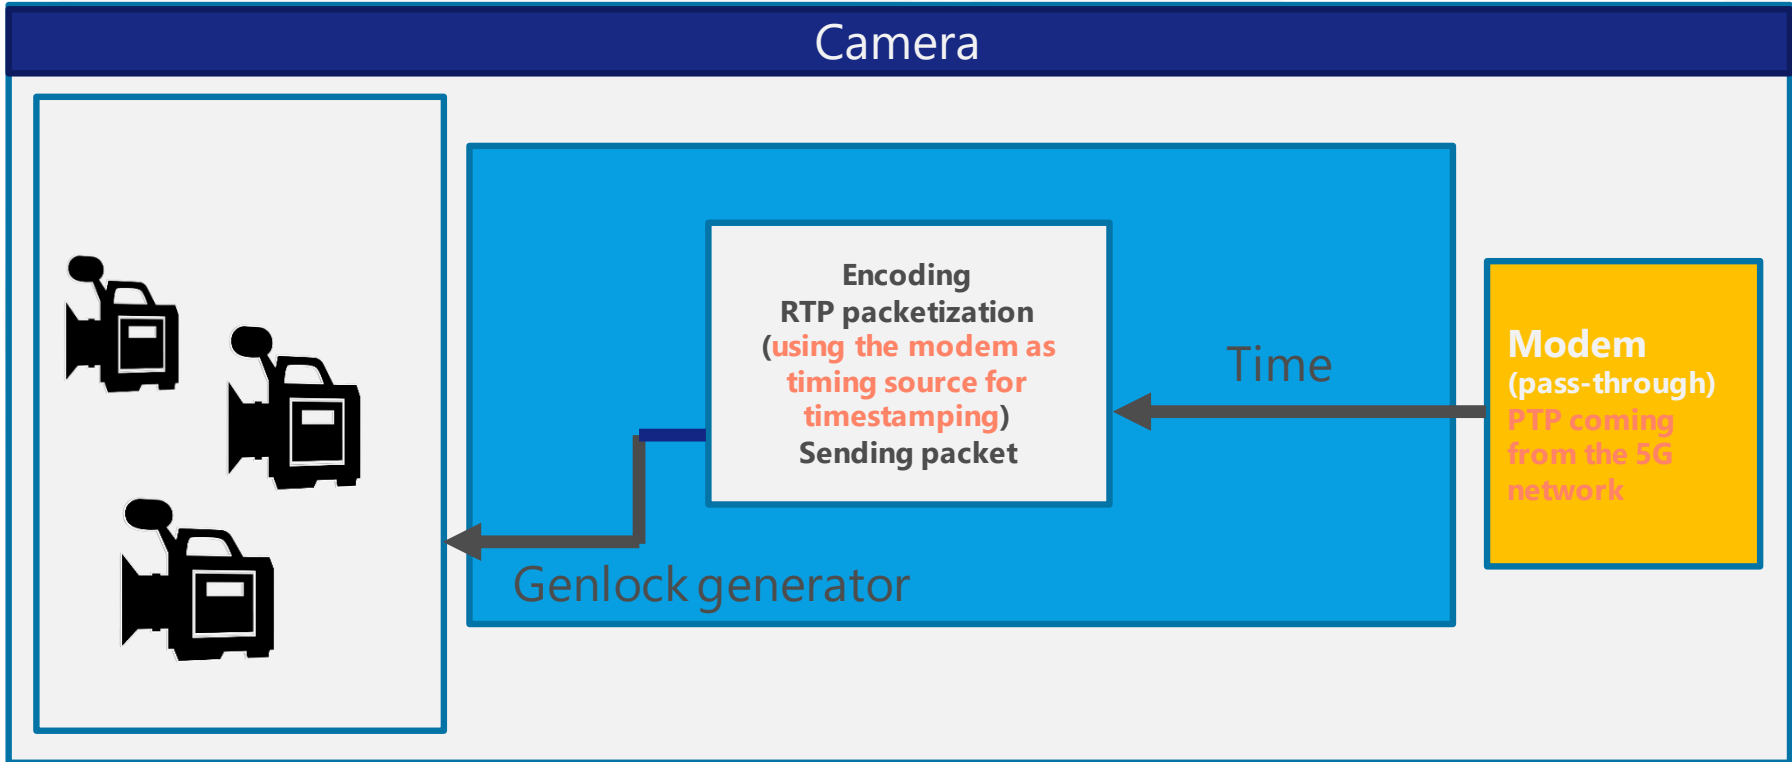 Camera
Encoding
RTP packetization
(using the modem as
timing source for
timestamping)
Sending packet
Genlock generator
Time
Modem
(pass-through)
PTP coming
from the 5G
network